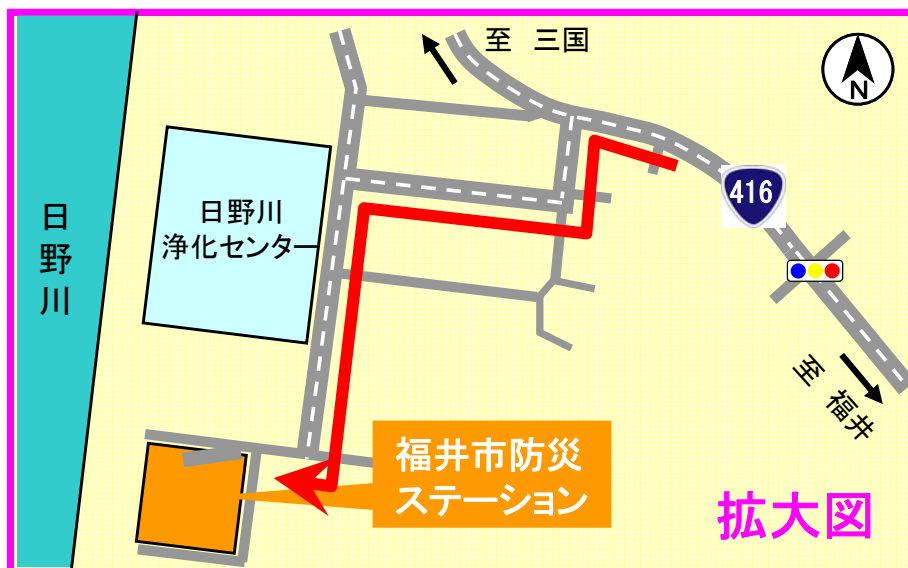 至 三国
N
416
日野川
日野川
浄化センター
至 福井
福井市防災
ステーション
拡大図